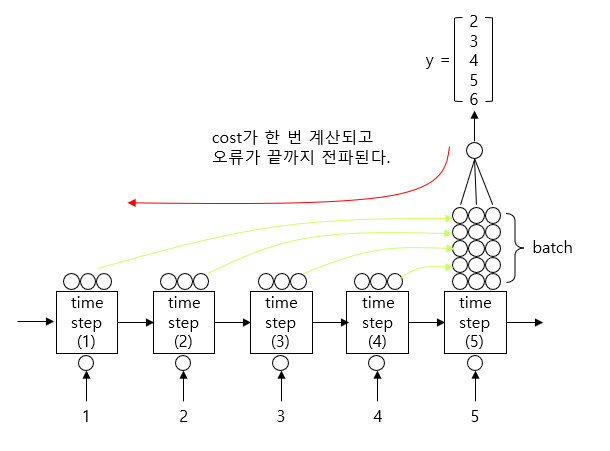 2
3
y = 4
5
6
cost가 한 번 계산되고
오류가 끝까지 전파된다.
batch
time step (1)
time step (2)
time step (3)
time step (4)
time step (5)
1
2
3
4
5